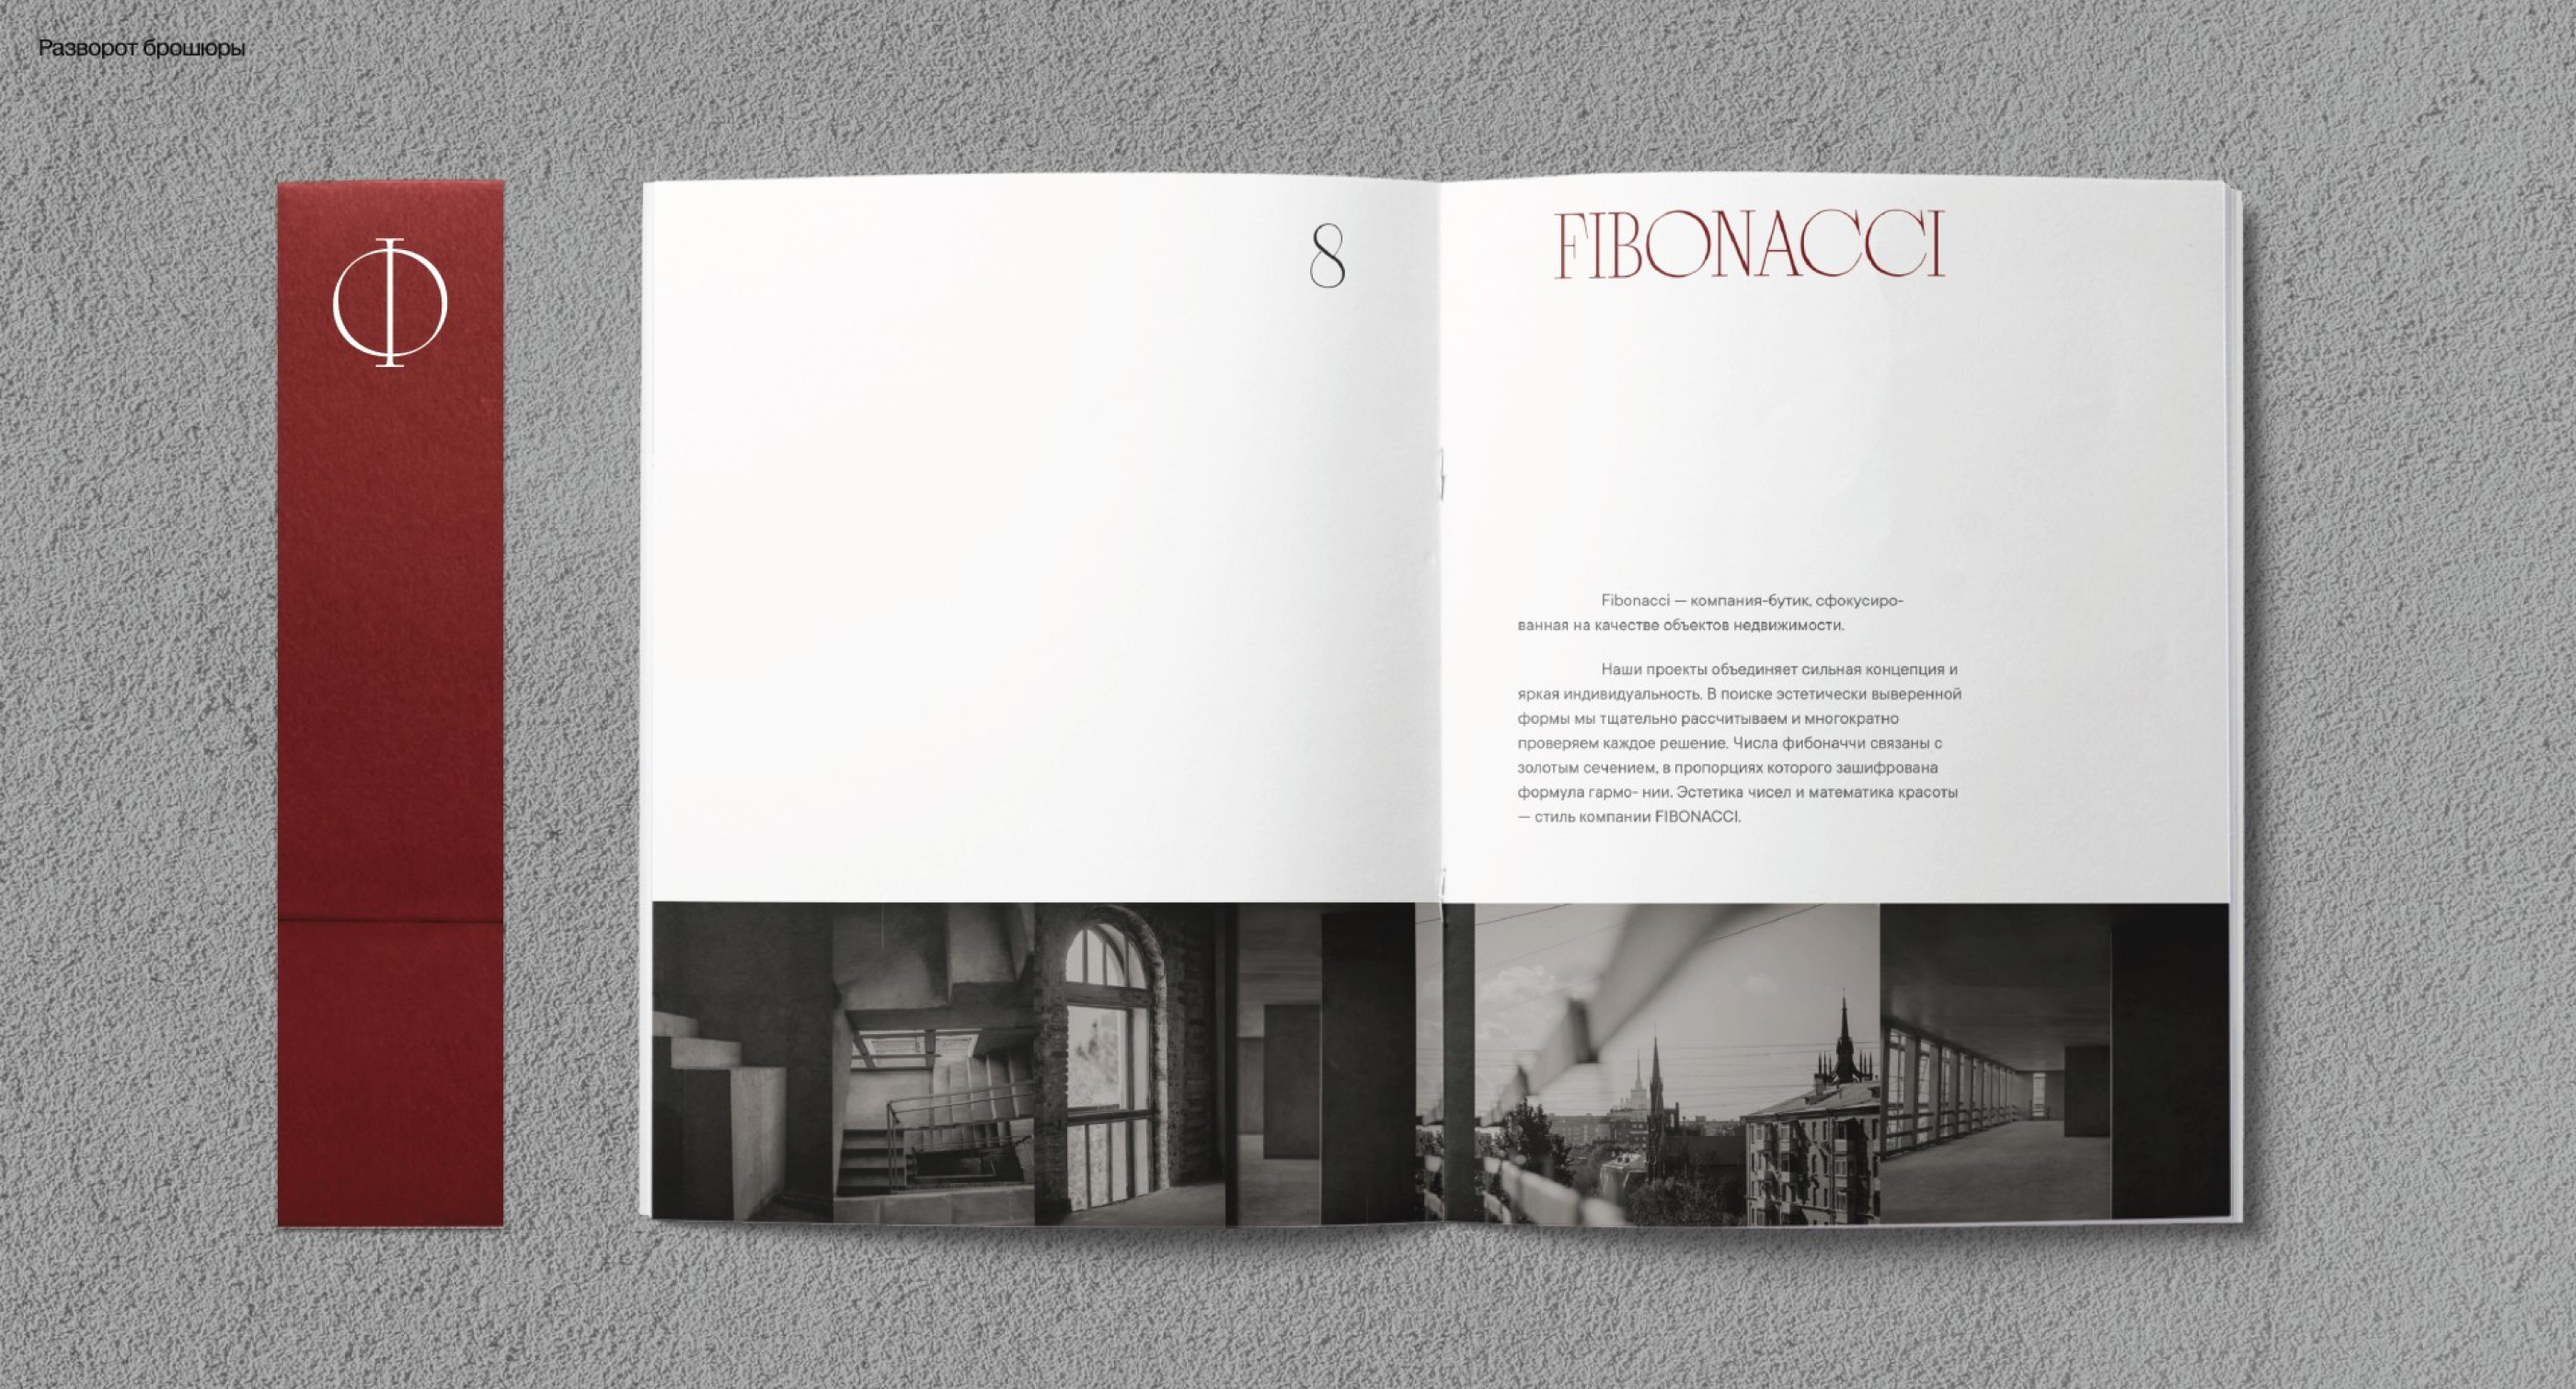 Разворот брошюры
Ф
8
FIBONACCI
Fibonacci — компания-бутик, сфокусиро-
ванная на качестве объектов недвижимости.
Наши проекты объединяет сильная концепция и
яркая индивидуальность. В поиске эстетически выверенной
формы мы тщательно рассчитываем и многократно
проверяем каждое решение. Числа фибоначчи связаны с
золотым сечением, в пропорциях которого зашифрована
формула гармо- нии. Эстетика чисел и математика красоты
— стиль компании FIBONACCI.